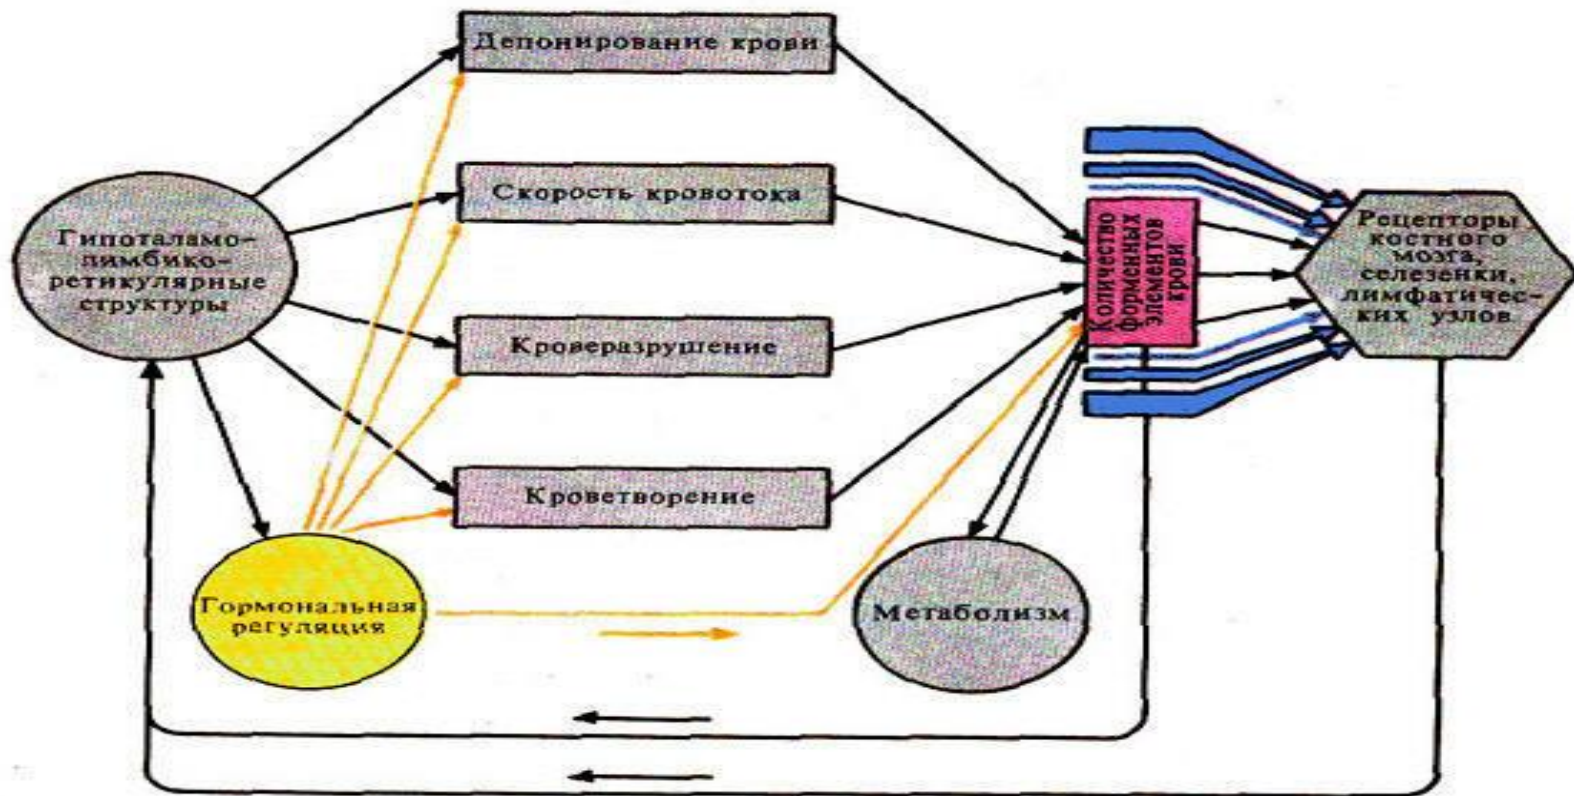 Депонирование крови
Скорость кровотока
Гипоталамо-
лимбико-
ретикулярные
структуры
Кроверазрушение
Кроветворение
Гормональная
регуляция
Метаболизм
Количество
форменных
элементов
крови
Рецепторы
костного
мозга,
селезенки,
лимфатичес-
ких узлов